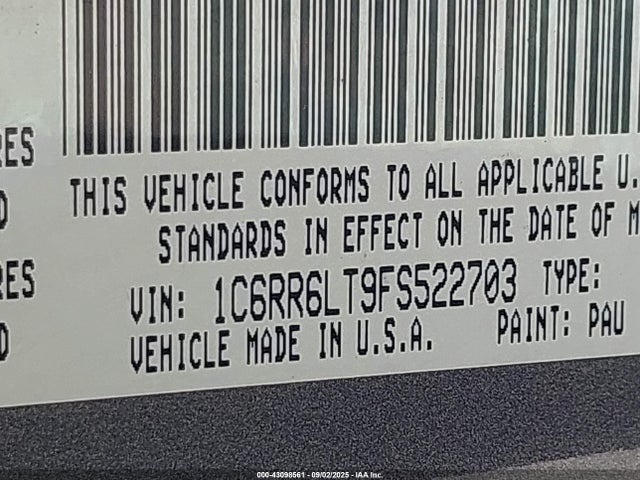 RES
THIS VEHICLE CONFORMS TO ALL APPLICABLE U.
STANDARDS IN EFFECT ON THE DATE OF M
RES
VIN: 1C6RR6LT9FS522703 TYPE:
VEHICLE MADE IN U.S.A. PAINT: PAU
000-43098561 - 09/02/2025 - IAA Inc.